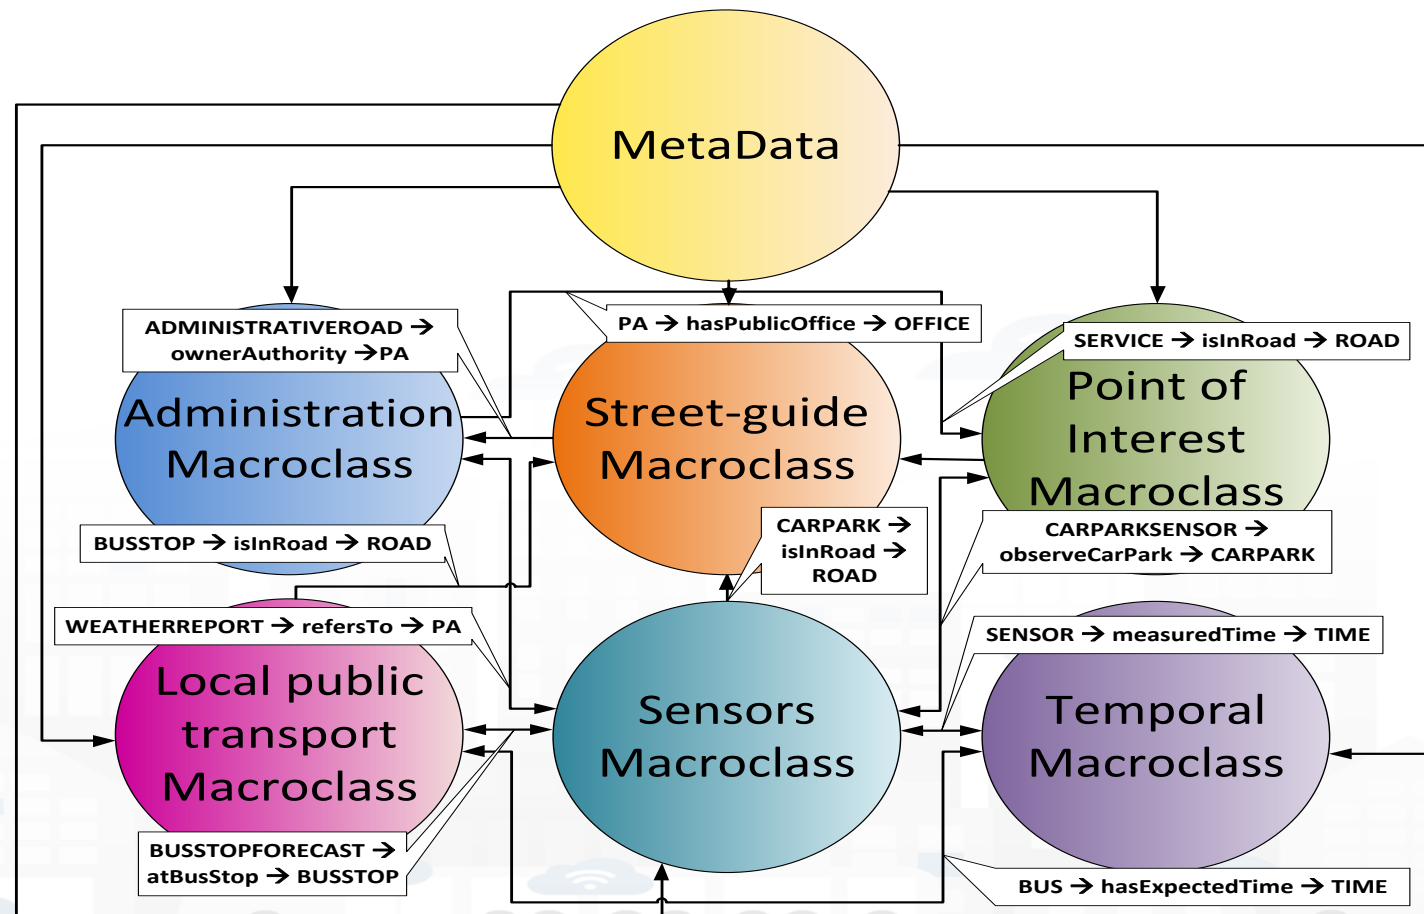 MetaData
ADMINISTRATIVEROAD →
ownerAuthority →PA
PA → hasPublicOffice → OFFICE
SERVICE → isInRoad → ROAD
Administration
Macroclass
Street-guide
Macroclass
Point of
Interest
Macroclass
BUSSTOP → isInRoad → ROAD
CARPARK →
isInRoad →
ROAD
CARPARKSENSOR →
observeCarPark → CARPARK
WEATHERREPORT → refersTo → PA
SENSOR → measuredTime → TIME
Local public
transport
Macroclass
Sensors
Macroclass
Temporal
Macroclass
BUSSTOPFORECAST →
atBusStop → BUSSTOP
BUS → hasExpectedTime → TIME